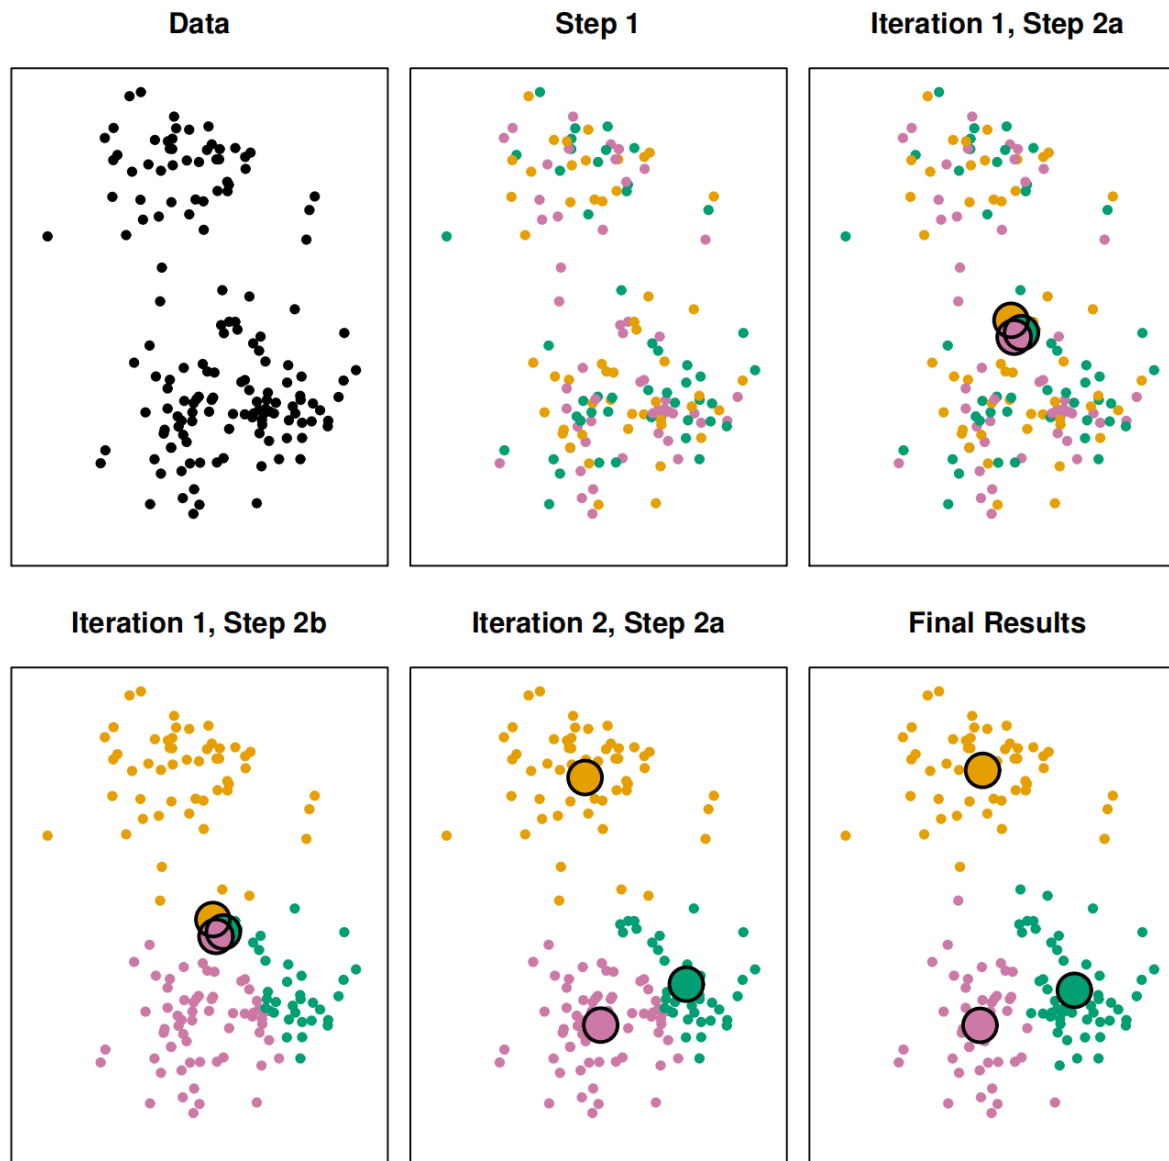 Data
Step 1
Iteration 1, Step 2a
Iteration 1, Step 2b
Iteration 2, Step 2a
Final Results